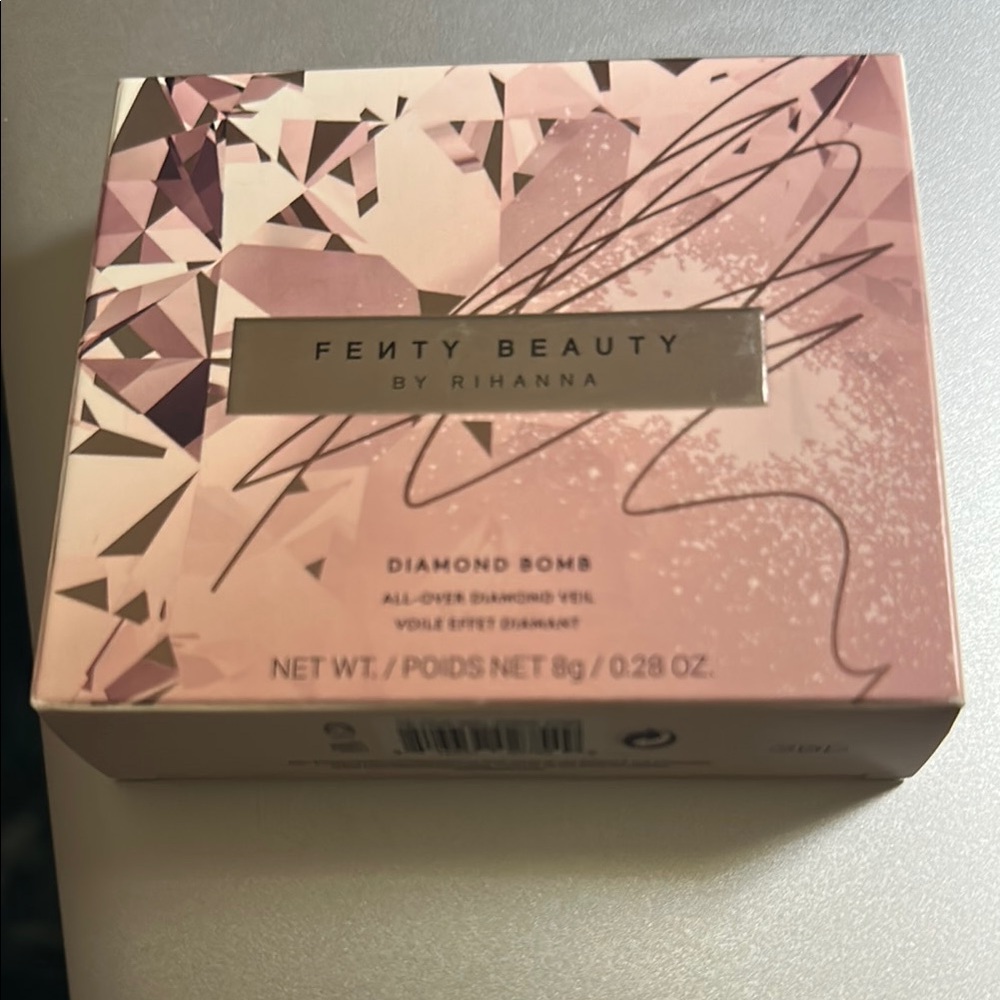 FEИTY BEAUTY
BY RIHANNA
DIAMOND BOMB
ALL-OVER DIAMOND VEIL
VOILE EFFET DIAMANT
NET WT. / POIDS NET 8g / 0.28 OZ.